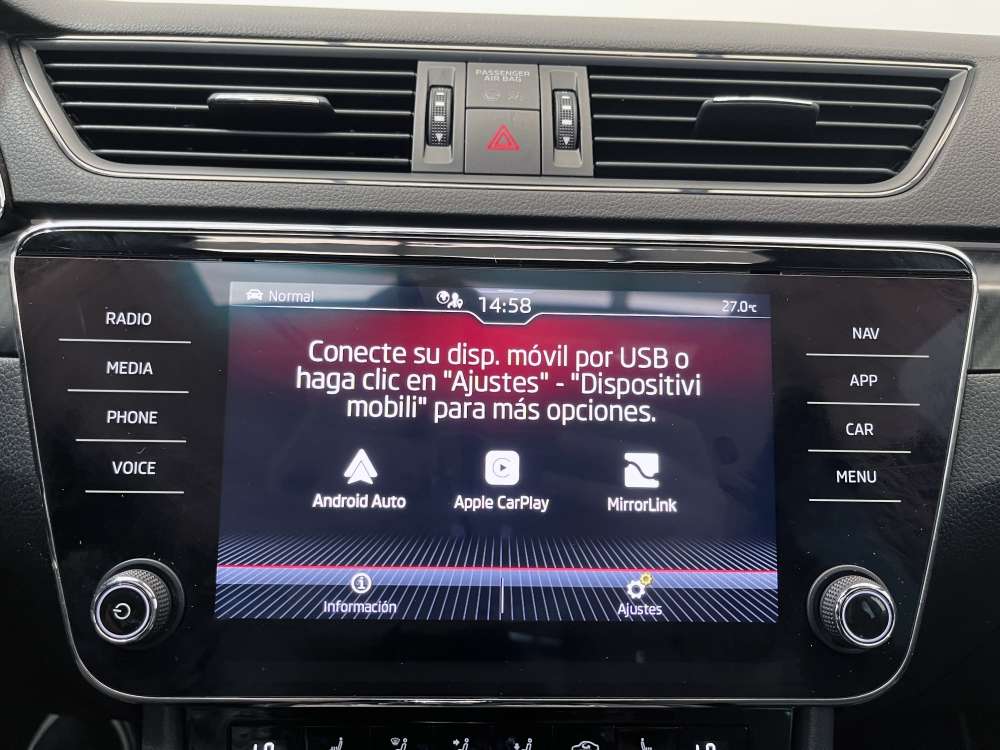 PASSENGER
AIR BAG
Normal
14:58
27.0°C
Conecte su disp. móvil por USB o
haga clic en "Ajustes" - "Dispositivi
mobili" para más opciones.
Android Auto
Apple CarPlay
MirrorLink
Información
Ajustes
RADIO
MEDIA
PHONE
VOICE
NAV
APP
CAR
MENU